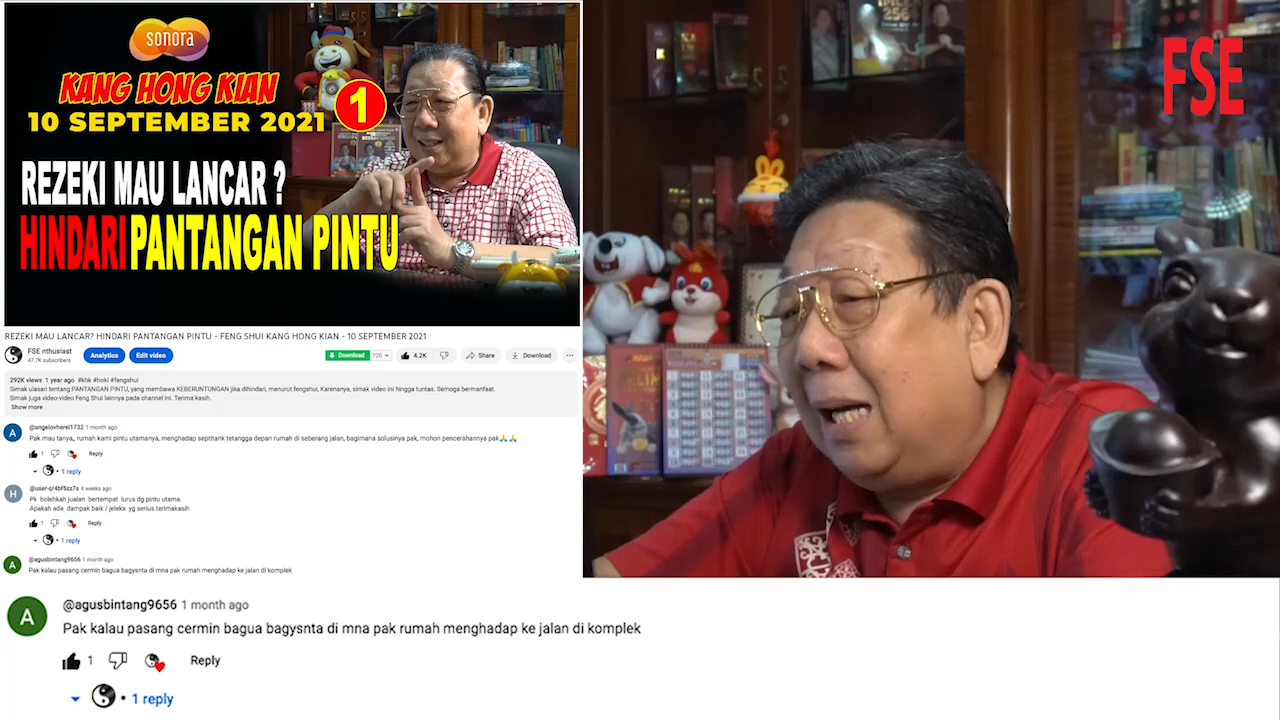 sonora
KANG HONG KIAN
10 SEPTEMBER 2021
1
REZEKI MAU LANCAR ?
HINDARI PANTANGAN PINTU
FSE
REZEKI MAU LANCAR? HINDARI PANTANGAN PINTU - FENG SHUI KANG HONG KIAN - 10 SEPTEMBER 2021
FSE nthusiast
47.7K subscribers
Analytics
Edit video
Download
720
4.2K
Share
Download
292K views 1 year ago #khk #hoki #fengshui
Simak ulasan tentang PANTANGAN PINTU, yang membawa KEBERUNTUNGAN jika dihindari, menurut fengshui, Karenanya, simak video ini hingga tuntas. Semoga bermanfaat.
Simak juga video-video Feng Shui lainnya pada channel ini. Terima kasih.
Show more
A
@angelovherel1732 1 month ago
Pak mau tanya, rumah kami pintu utamanya, menghadap septitank tetangga depan rumah di seberang jalan, bagimana solusinya pak, mohon pencerahannya pak🙏🙏
1 Reply
1 reply
H
@user-qr4bf5zz7s 4 weeks ago
Pk bolehkah jualan bertempat lurus dg pintu utama.
Apakah ada dampak baik / jelekx yg serius.terimakasih
1 Reply
1 reply
A
@agusbintang9656 1 month ago
Pak kalau pasang cermin bagua bagysnta di mna pak rumah menghadap ke jalan di komplek
A
@agusbintang9656 1 month ago
Pak kalau pasang cermin bagua bagysnta di mna pak rumah menghadap ke jalan di komplek
1 Reply
1 reply